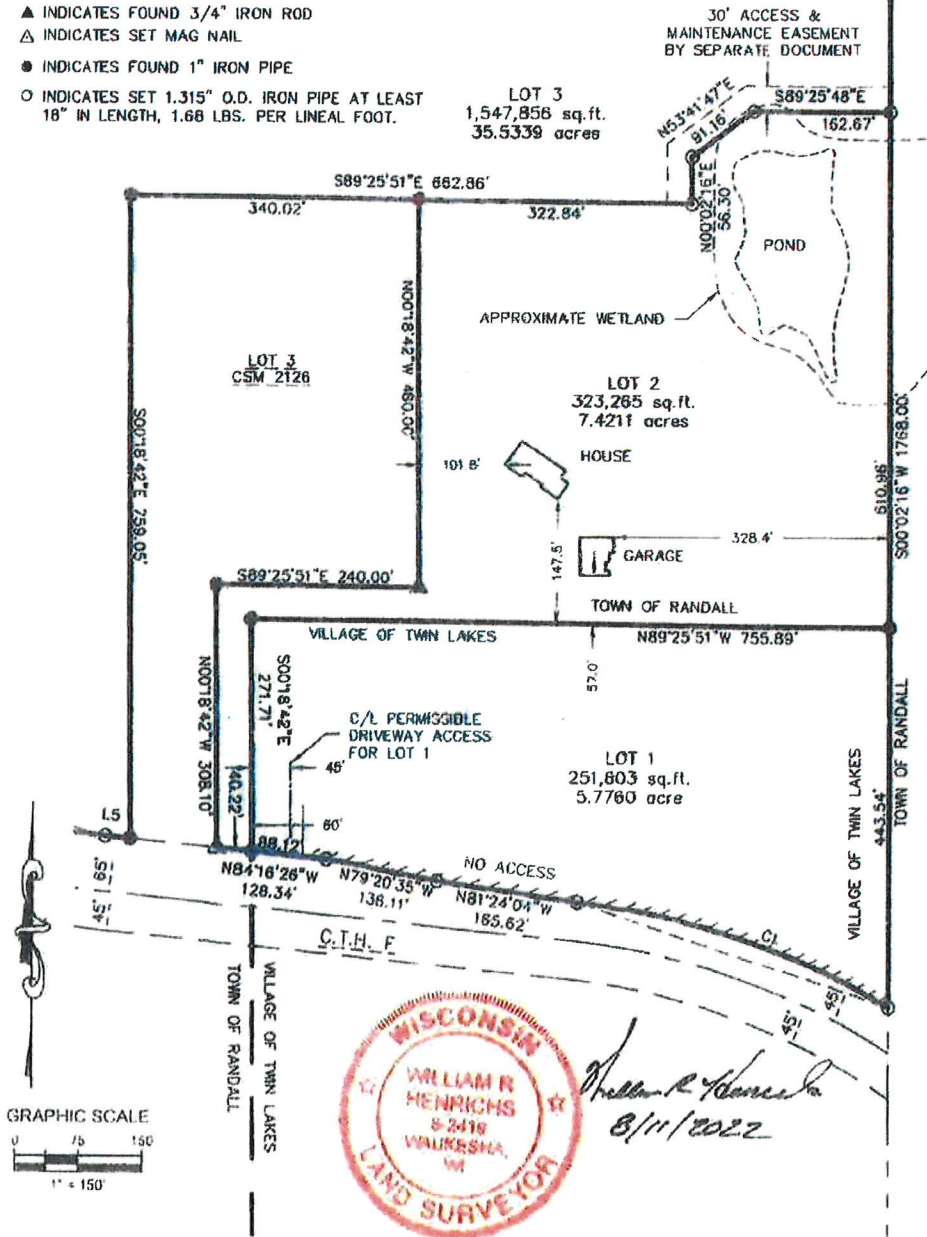 ▲ INDICATES FOUND 3/4" IRON ROD
△ INDICATES SET MAG NAIL
● INDICATES FOUND 1" IRON PIPE
○ INDICATES SET 1.315" O.D. IRON PIPE AT LEAST
18" IN LENGTH, 1.68 LBS. PER LINEAL FOOT.
30' ACCESS &
MAINTENANCE EASEMENT
BY SEPARATE DOCUMENT
LOT 3
1,547,856 sq.ft.
35.5339 acres
N53°41'47"E
91.16'
S89°25'48"E
162.67'
S89°25'51"E 662.86'
340.02'
322.84'
N00°02'16"E
56.30'
POND
APPROXIMATE WETLAND
N00°18'42"W 460.00'
LOT 3
CSM 2126
LOT 2
323,265 sq.ft.
7.4211 acres
S00°18'42"E 759.05'
101.8'
HOUSE
610.96'
S00°02'16"W 1768.00'
147.5'
GARAGE
328.4'
S89°25'51"E 240.00'
TOWN OF RANDALL
VILLAGE OF TWIN LAKES
N89°25'51"W 755.89'
57.0'
N00°18'42"W 308.10'
S00°18'42"E
271.71'
C/L PERMISSIBLE
DRIVEWAY ACCESS
FOR LOT 1
45'
LOT 1
251,803 sq.ft.
5.7760 acre
VILLAGE OF TWIN LAKES
443.54'
TOWN OF RANDALL
40.22'
60'
L5
88.12'
NO ACCESS
N84°16'26"W
128.34'
N79°20'35"W
138.11'
N81°24'04"W
165.62'
C1
65'
45'
C.T.H. F
45'
45'
TOWN OF RANDALL
VILLAGE OF TWIN LAKES
WISCONSIN
WILLIAM R
HENRICHS
S-2419
WAUKESHA,
WI
LAND SURVEYOR
William R Henrichs
8/11/2022
GRAPHIC SCALE
0 75 150
1" = 150'